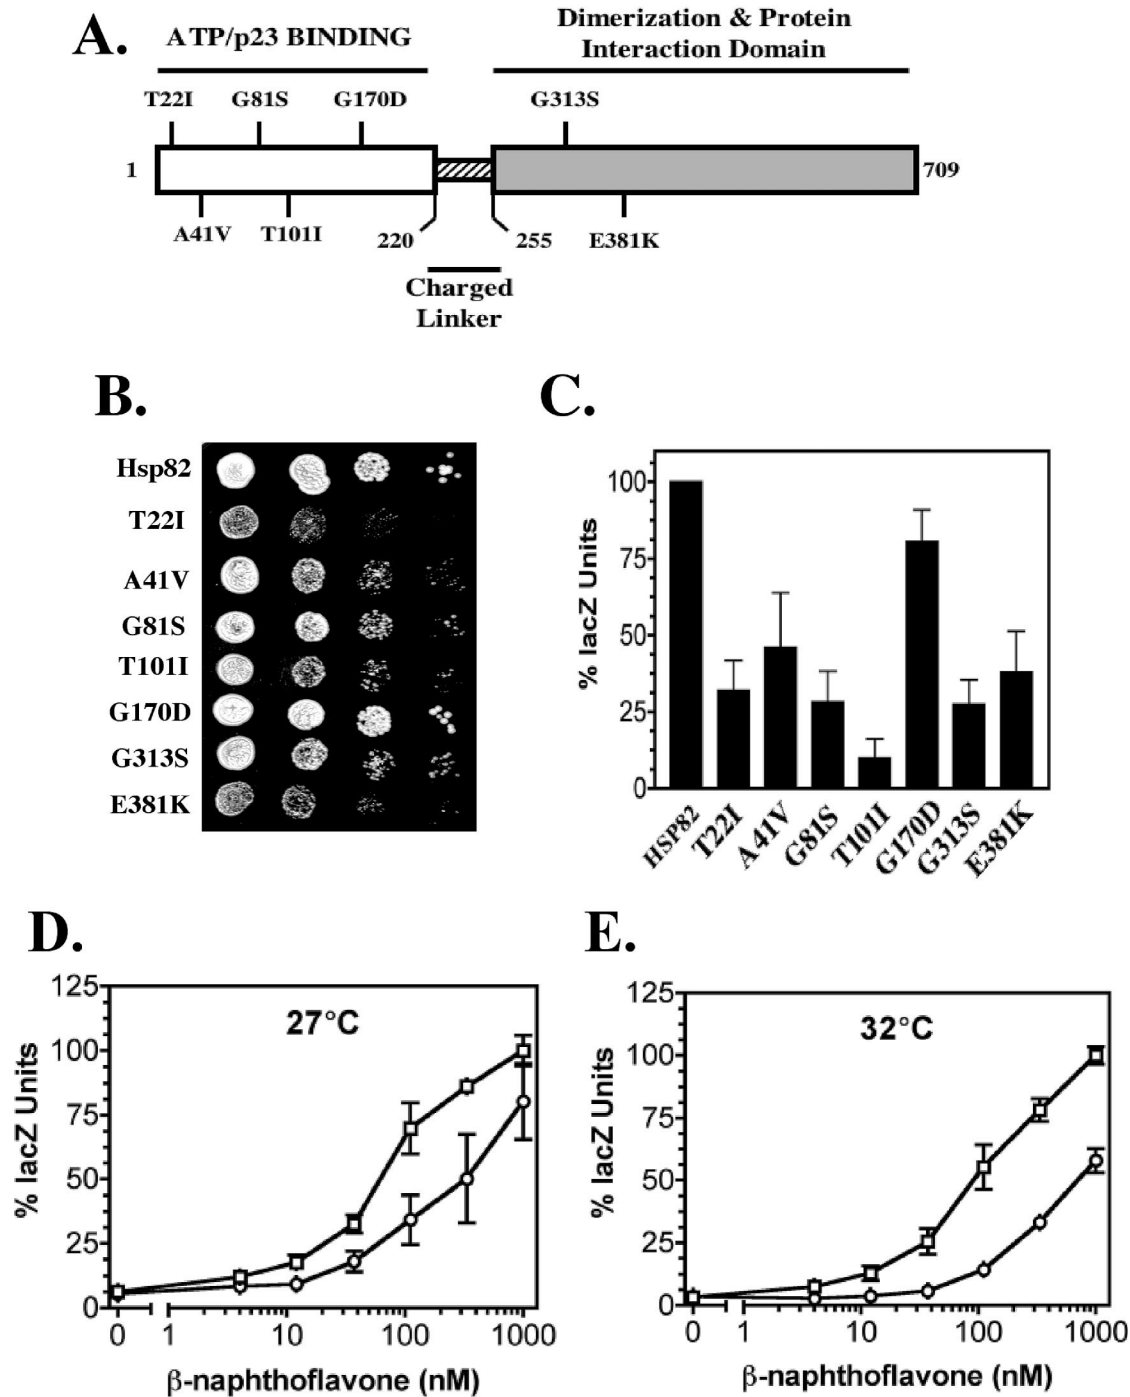 A.
ATP/p23 BINDING
Dimerization & Protein
Interaction Domain
T22I G81S G170D G313S
1 709
A41V T101I 220 255 E381K
Charged
Linker
B.
Hsp82
T22I
A41V
G81S
T101I
G170D
G313S
E381K
C.
% lacZ Units
100
75
50
25
0
HSP82 T22I A41V G81S T101I G170D G313S E381K
D.
27°C
% lacZ Units
125
100
75
50
25
0
0 1 10 100 1000
β-naphthoflavone (nM)
E.
32°C
% lacZ Units
125
100
75
50
25
0
0 1 10 100 1000
β-naphthoflavone (nM)